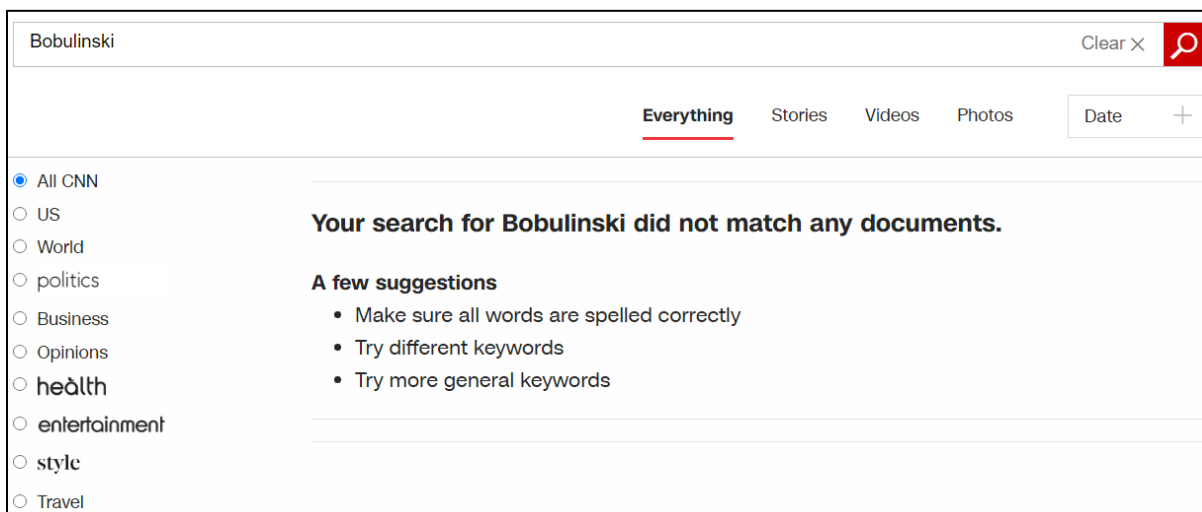 Bobulinski
Clear ×
Everything Stories Videos Photos Date +
All CNN
US
World
politics
Business
Opinions
health
entertainment
style
Travel
Your search for Bobulinski did not match any documents.
A few suggestions
• Make sure all words are spelled correctly
• Try different keywords
• Try more general keywords